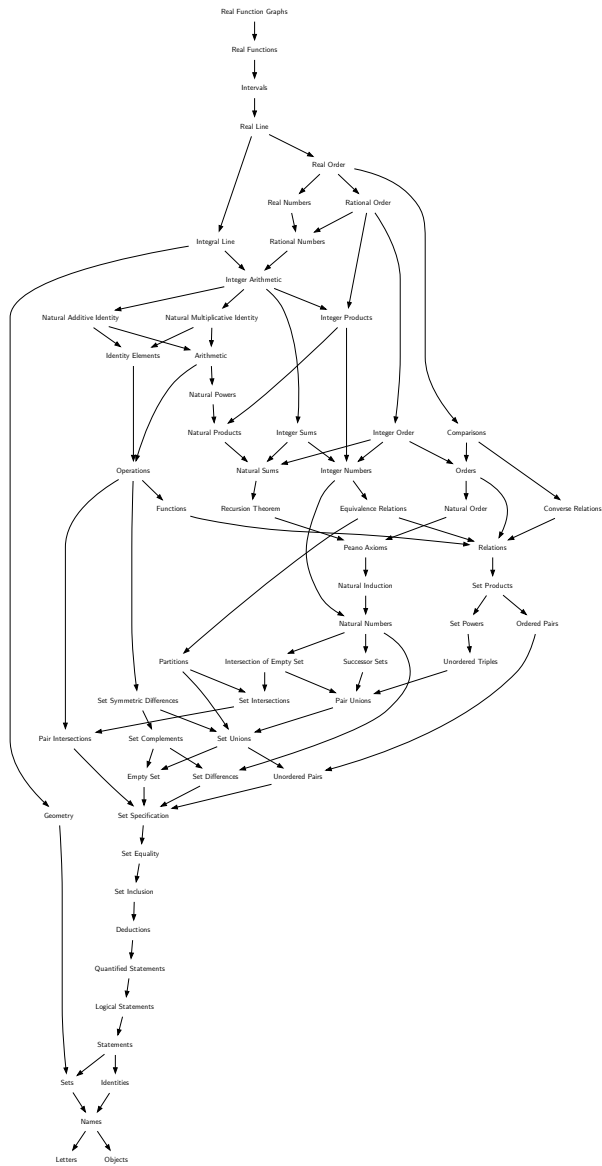 Real Function Graphs
Real Functions
Intervals
Real Line
Real Order
Real Numbers
Rational Order
Integral Line
Rational Numbers
Integer Arithmetic
Natural Additive Identity
Natural Multiplicative Identity
Integer Products
Identity Elements
Arithmetic
Natural Powers
Natural Products
Integer Sums
Integer Order
Comparisons
Operations
Natural Sums
Integer Numbers
Orders
Functions
Recursion Theorem
Equivalence Relations
Natural Order
Converse Relations
Peano Axioms
Relations
Natural Induction
Set Products
Natural Numbers
Set Powers
Ordered Pairs
Partitions
Intersection of Empty Set
Successor Sets
Unordered Triples
Set Symmetric Differences
Set Intersections
Pair Unions
Pair Intersections
Set Complements
Set Unions
Empty Set
Set Differences
Unordered Pairs
Geometry
Set Specification
Set Equality
Set Inclusion
Deductions
Quantified Statements
Logical Statements
Statements
Sets
Identities
Names
Letters
Objects